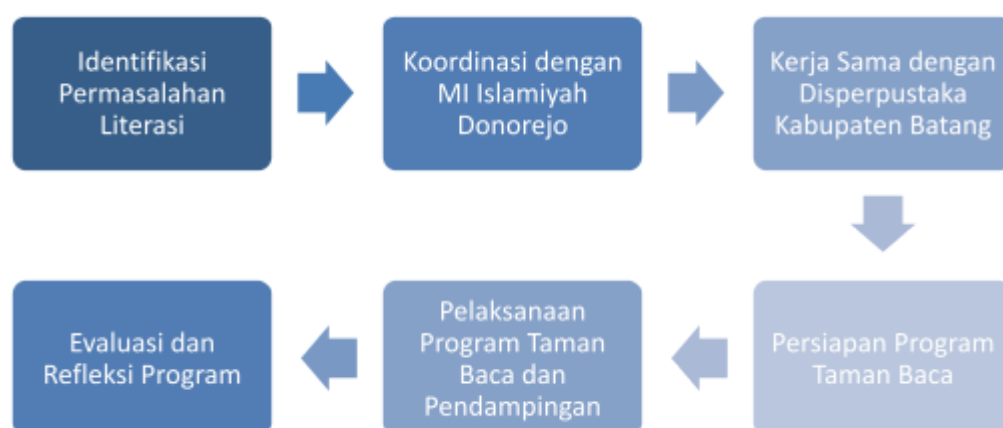 Identifikasi
Permasalahan
Literasi
Koordinasi dengan
MI Islamiyah
Donorejo
Kerja Sama dengan
Disperpustaka
Kabupaten Batang
Persiapan Program
Taman Baca
Pelaksanaan
Program Taman
Baca dan
Pendampingan
Evaluasi dan
Refleksi Program